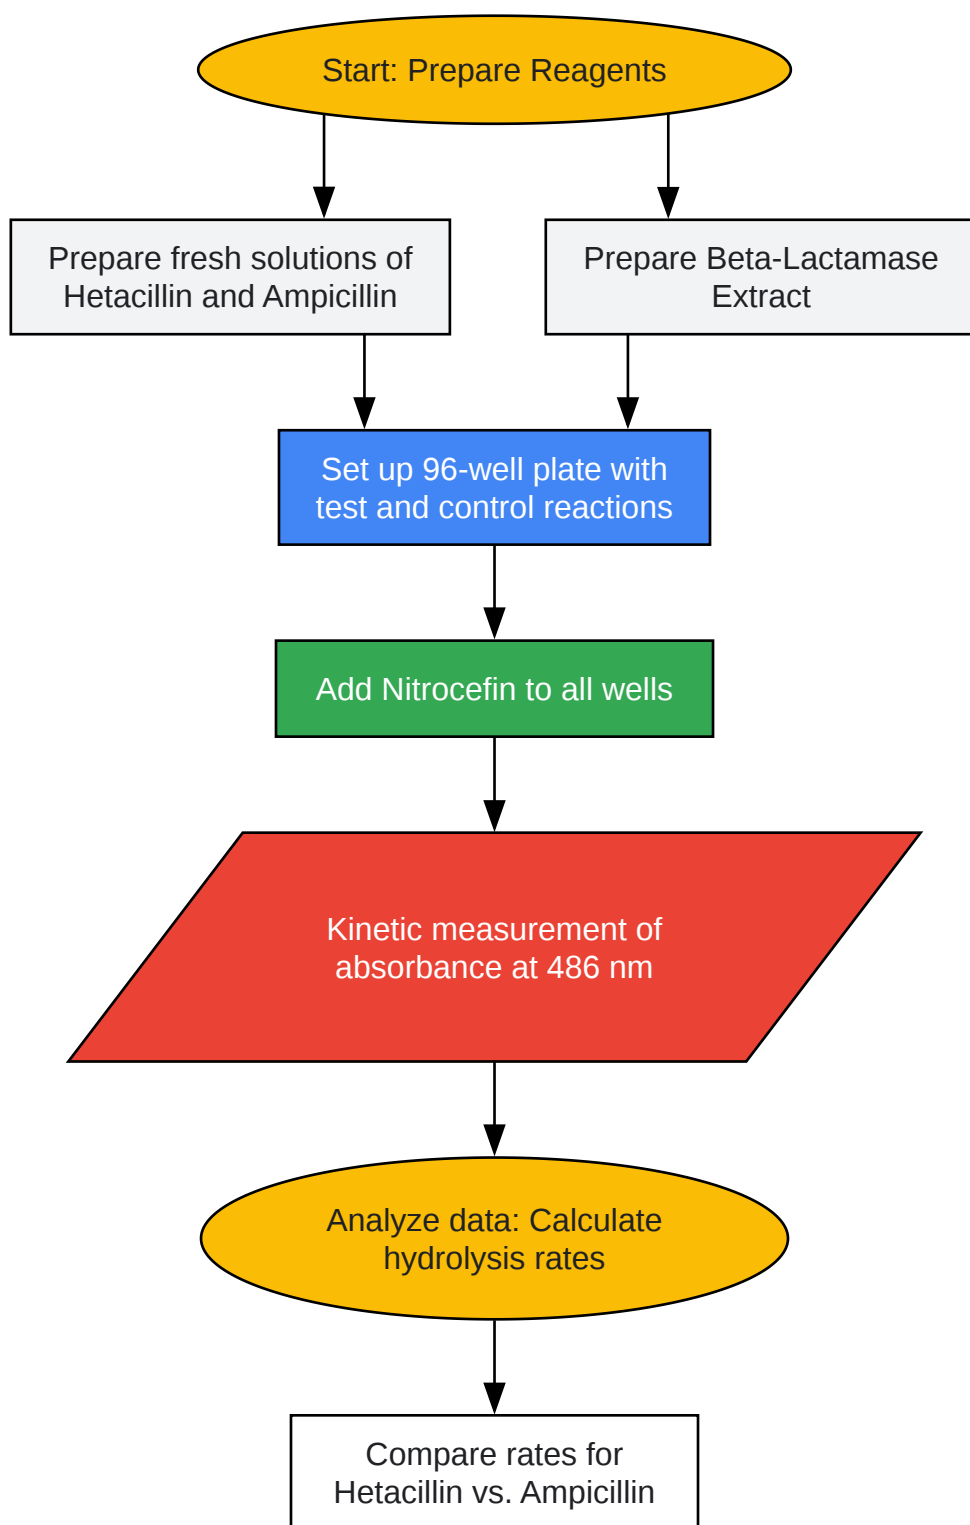 Start: Prepare Reagents
Prepare fresh solutions of
Hetacillin and Ampicillin
Prepare Beta-Lactamase
Extract
Set up 96-well plate with
test and control reactions
Add Nitrocefin to all wells
Kinetic measurement of
absorbance at 486 nm
Analyze data: Calculate
hydrolysis rates
Compare rates for
Hetacillin vs. Ampicillin